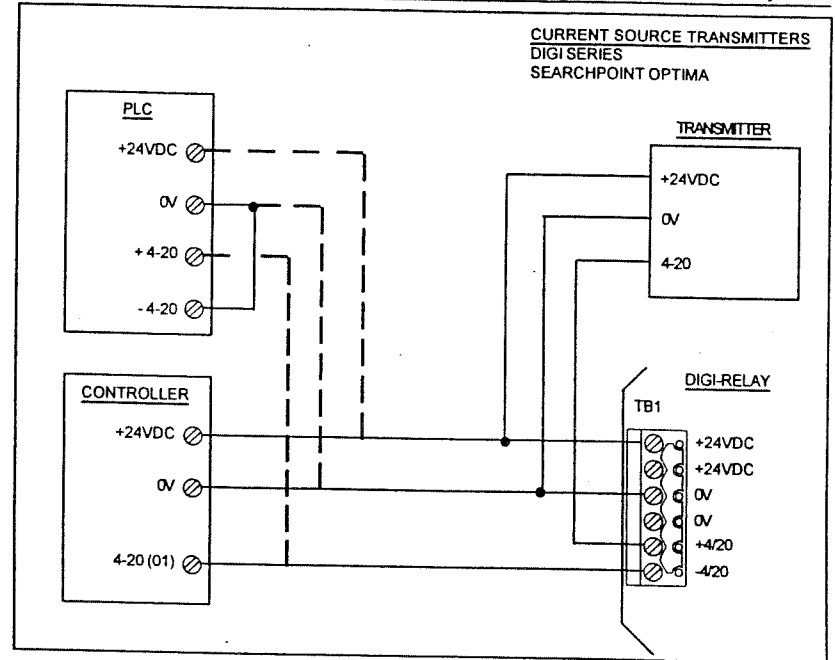 CURRENT SOURCE TRANSMITTERS
DIGI SERIES
SEARCHPOINT OPTIMA
PLC
+24VDC
0V
+ 4-20
- 4-20
TRANSMITTER
+24VDC
0V
4-20
CONTROLLER
+24VDC
0V
4-20 (01)
DIGI-RELAY
TB1
+24VDC
+24VDC
0V
0V
+4/20
-4/20